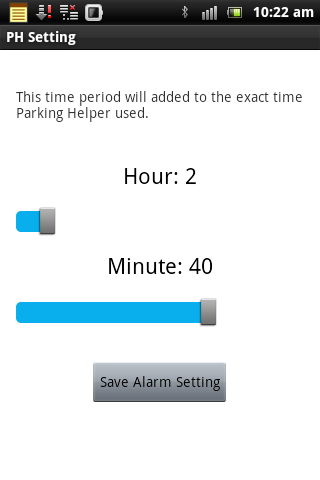 10:22 am
PH Setting
This time period will added to the exact time
Parking Helper used.
Hour: 2
Minute: 40
Save Alarm Setting